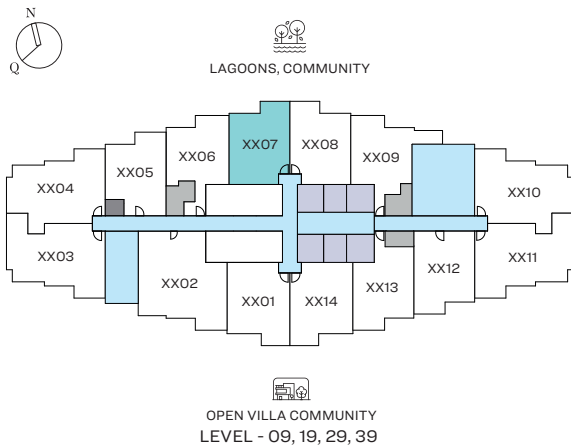 N
Q
LAGOONS, COMMUNITY
XX07
XX08
XX06
XX09
XX05
XX04
XX10
XX03
XX11
XX02
XX12
XX13
XX01
XX14
OPEN VILLA COMMUNITY
LEVEL - 09, 19, 29, 39